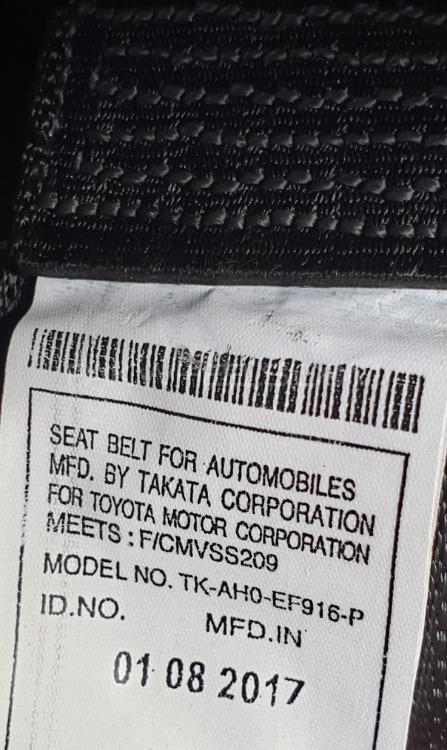 SEAT BELT FOR AUTOMOBILES
MFD. BY TAKATA CORPORATION
FOR TOYOTA MOTOR CORPORATION
MEETS : F/CMVSS209
MODEL NO. TK-AH0-EF916-P
ID.NO. MFD.IN
01 08 2017